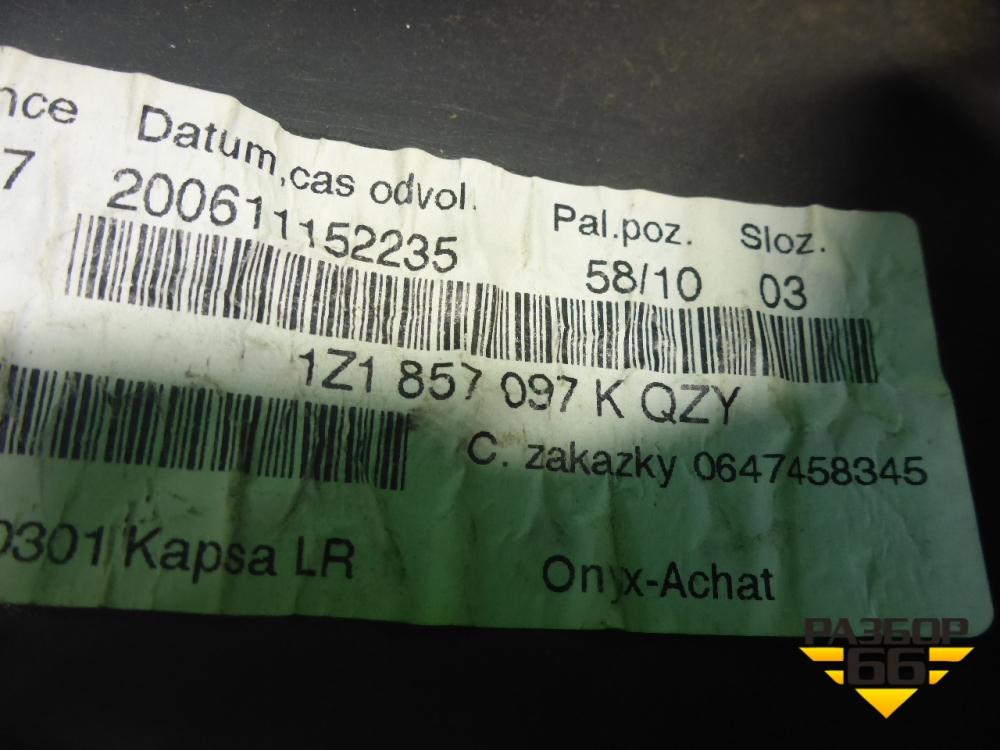 nce Datum,cas odvol. Pal.poz. Sloz.
7 200611152235 58/10 03
1Z1 857 097 K QZY
C. zakazky 0647458345
0301 Kapsa LR Onyx-Achat
РАЗБОР
66